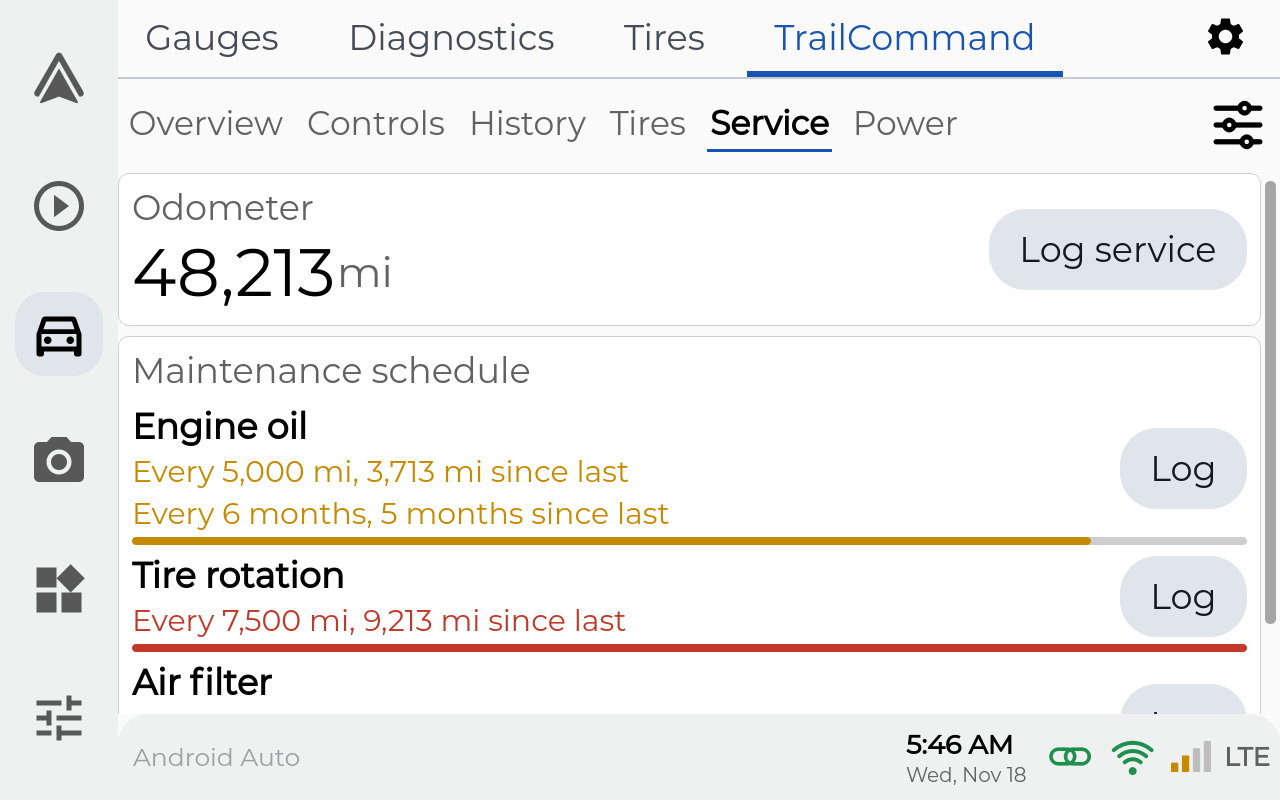 Gauges Diagnostics Tires TrailCommand
Overview Controls History Tires Service Power
Odometer
48,213 mi
Log service
Maintenance schedule
Engine oil
Every 5,000 mi, 3,713 mi since last
Every 6 months, 5 months since last
Log
Tire rotation
Every 7,500 mi, 9,213 mi since last
Log
Air filter
Android Auto
5:46 AM
Wed, Nov 18
LTE